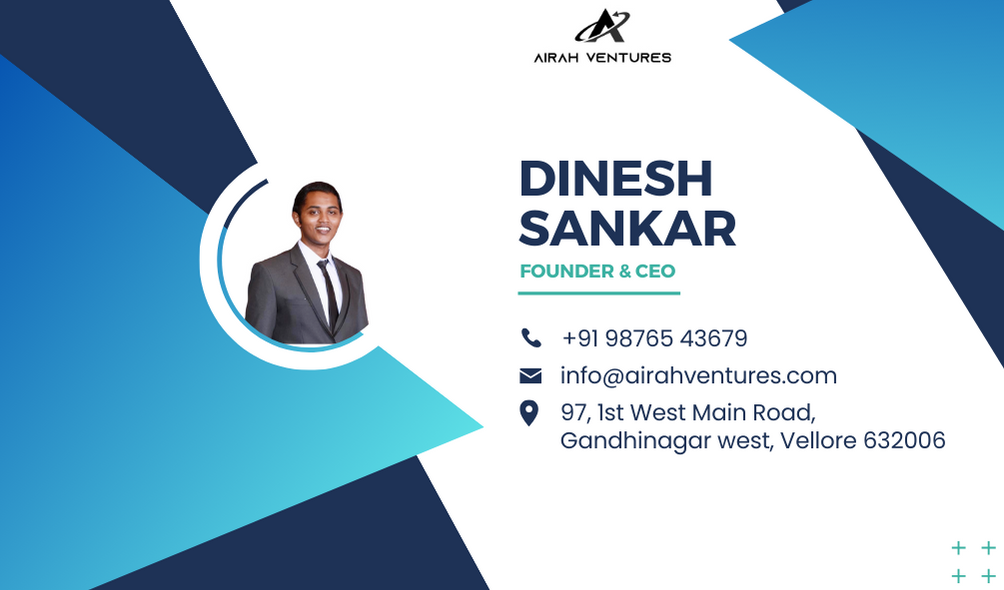 AIRAH VENTURES
DINESH
SANKAR
FOUNDER & CEO
+91 98765 43679
info@airahventures.com
97, 1st West Main Road,
Gandhinagar west, Vellore 632006